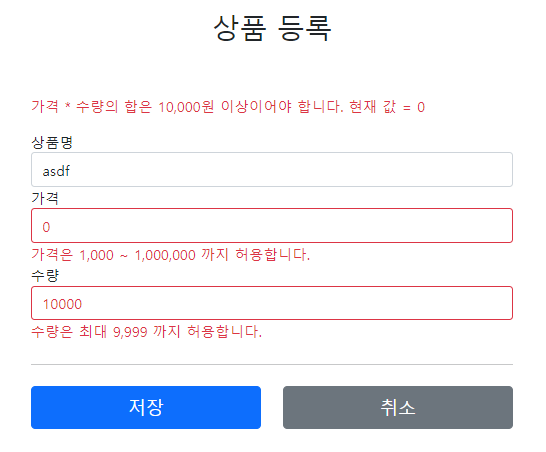 상품 등록
가격 * 수량의 합은 10,000원 이상이어야 합니다. 현재 값 = 0
상품명
asdf
가격
0
가격은 1,000 ~ 1,000,000 까지 허용합니다.
수량
10000
수량은 최대 9,999 까지 허용합니다.
저장 취소